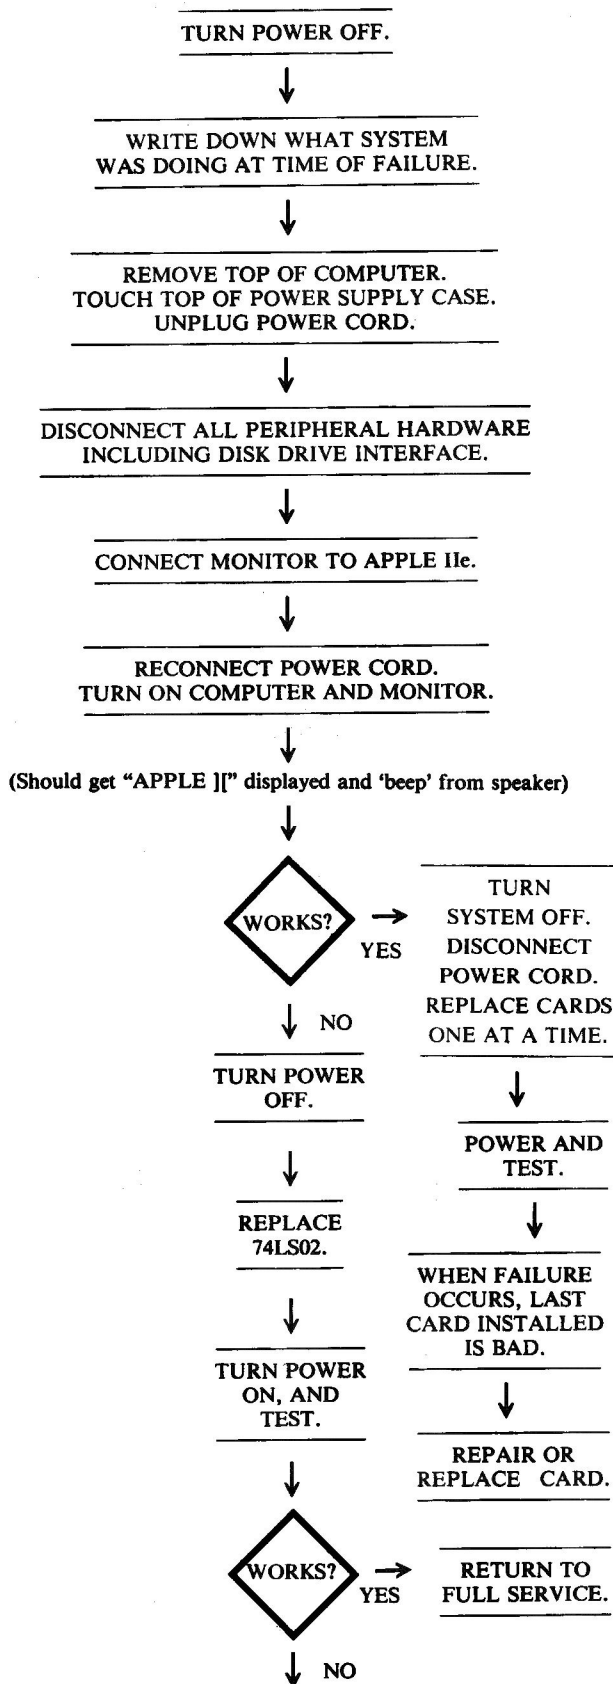 TURN POWER OFF.
WRITE DOWN WHAT SYSTEM
WAS DOING AT TIME OF FAILURE.
REMOVE TOP OF COMPUTER.
TOUCH TOP OF POWER SUPPLY CASE.
UNPLUG POWER CORD.
DISCONNECT ALL PERIPHERAL HARDWARE
INCLUDING DISK DRIVE INTERFACE.
CONNECT MONITOR TO APPLE IIe.
RECONNECT POWER CORD.
TURN ON COMPUTER AND MONITOR.
(Should get “APPLE ][” displayed and ‘beep’ from speaker)
WORKS?
YES
TURN
SYSTEM OFF.
DISCONNECT
POWER CORD.
REPLACE CARDS
ONE AT A TIME.
NO
TURN POWER
OFF.
POWER AND
TEST.
REPLACE
74LS02.
WHEN FAILURE
OCCURS, LAST
CARD INSTALLED
IS BAD.
TURN POWER
ON, AND
TEST.
REPAIR OR
REPLACE CARD.
WORKS?
YES
RETURN TO
FULL SERVICE.
NO